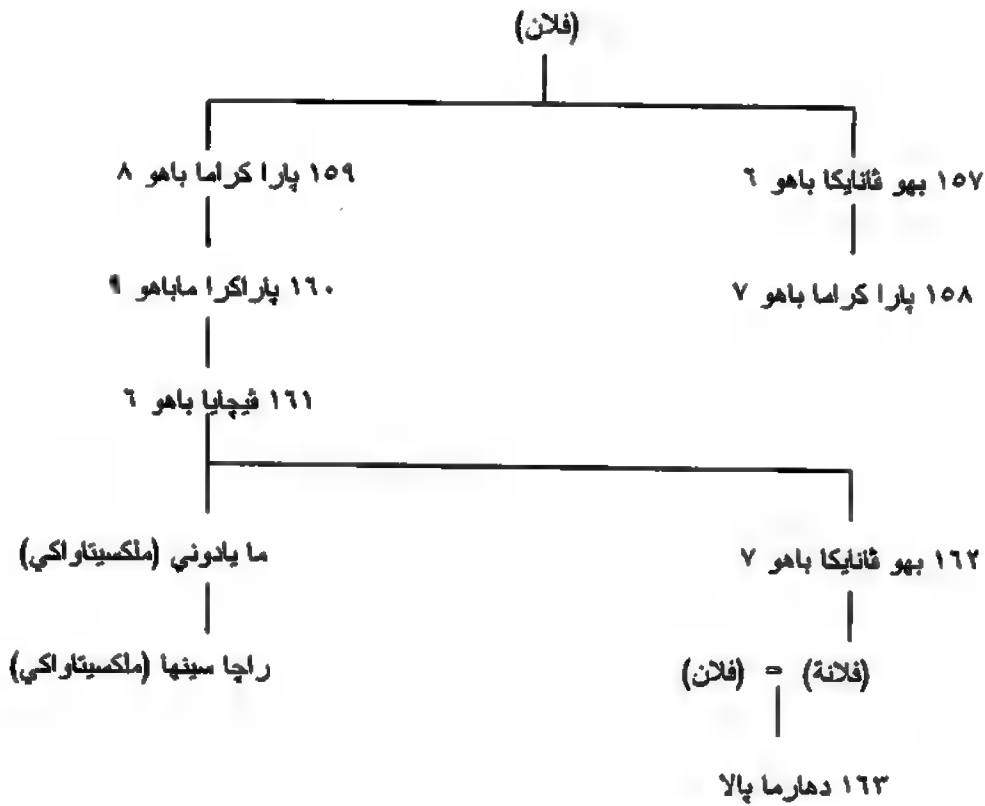 (فلان)
١٥٧ بهو ڤانايكا باهو ٦
١٥٩ پارا كراما باهو ٨
١٥٨ پارا كراما باهو ٧
١٦٠ پاراكرا ماباهو ٩
١٦١ ڤيچايا باهو ٦
١٦٢ بهو ڤانايكا باهو ٧
ما يادوني (ملكسيتاواكي)
(فلانة) = (فلان)
راچا سينها (ملكسيتاواكي)
١٦٣ دهارما پالا